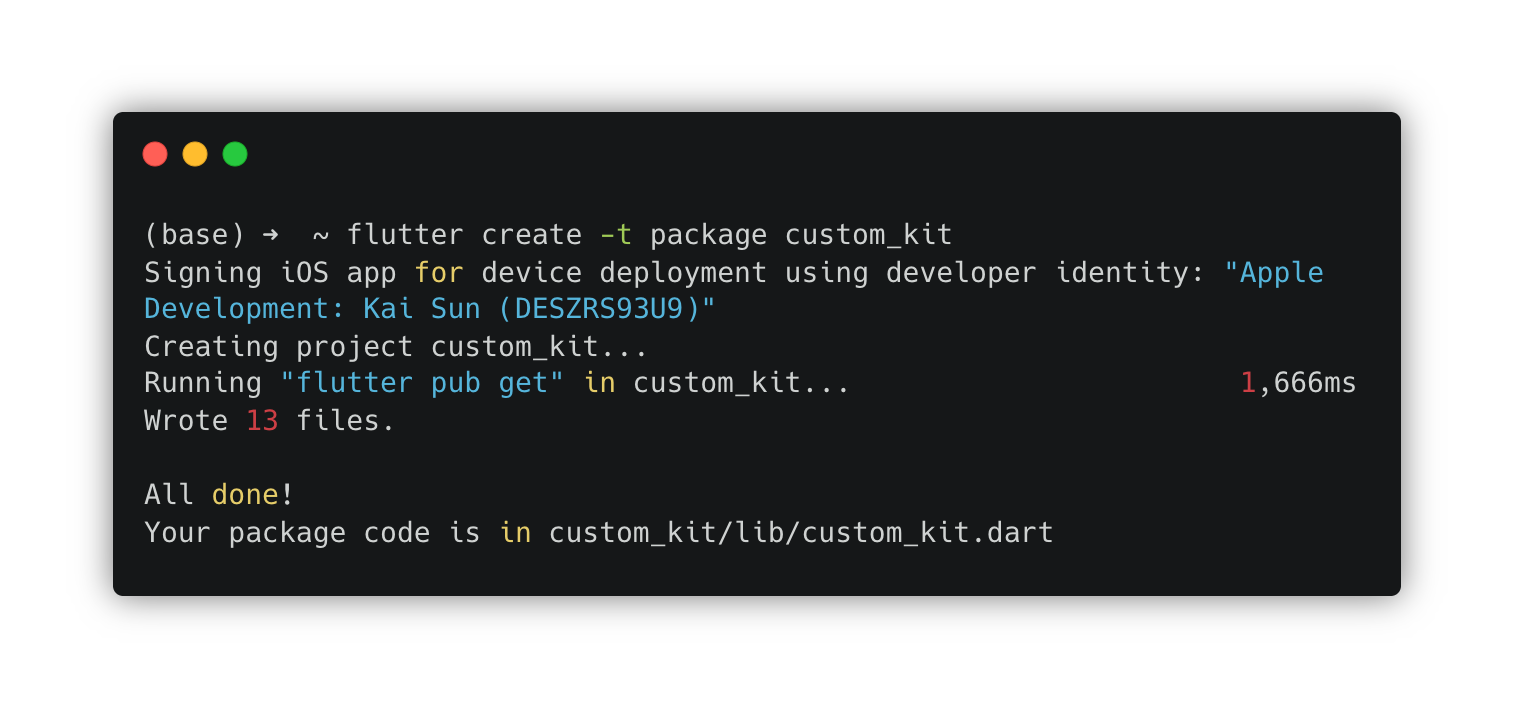 (base) ➜  ~ flutter create -t package custom_kit
Signing iOS app for device deployment using developer identity: "Apple
Development: Kai Sun (DESZRS93U9)"
Creating project custom_kit...
Running "flutter pub get" in custom_kit...                       1,666ms
Wrote 13 files.

All done!
Your package code is in custom_kit/lib/custom_kit.dart